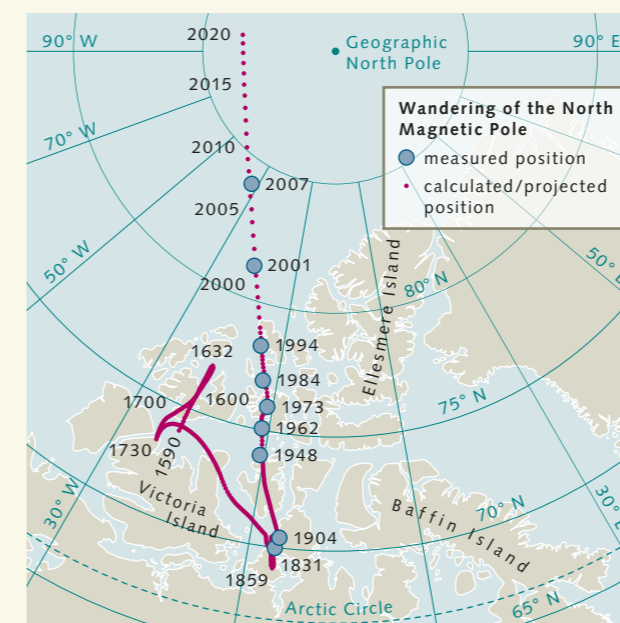 2020
90° W
Geographic
North Pole
90° E
2015
Wandering of the North
Magnetic Pole
measured position
calculated/projected
position
70° W
2010
2007
2005
50° W
2001
2000
80° N
50°
Ellesmere Island
1994
1632
1984
1700
1600
1973
75° N
1962
1730
1590
1948
30° W
Victoria
Island
Baffin Island
70° N
30°
1904
1831
1859
Arctic Circle
65° N